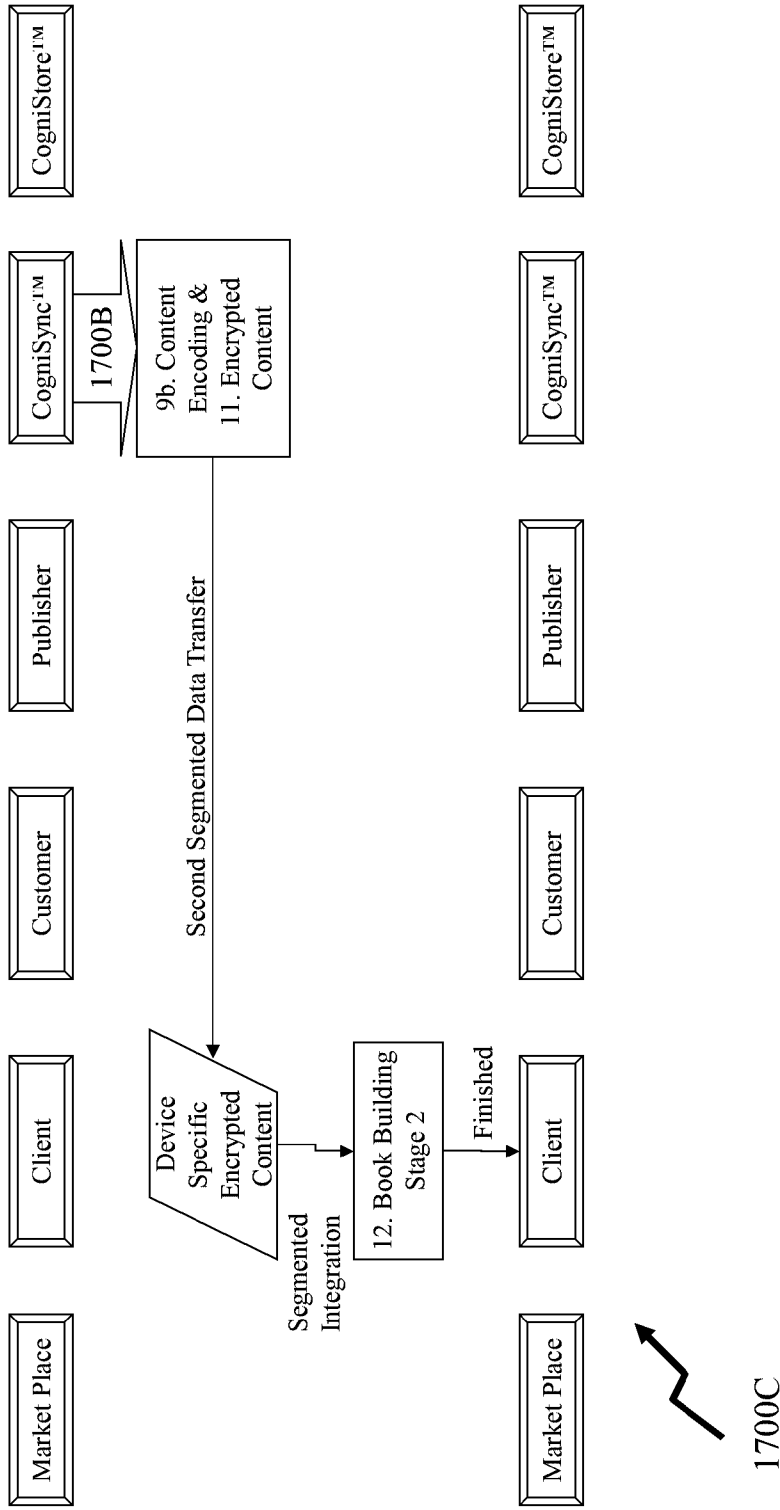 Market Place
Client
Customer
Publisher
CogniSync™
CogniStore™
1700B
9b. Content
Encoding &
11. Encrypted
Content
Second Segmented Data Transfer
Device
Specific
Encrypted
Content
Segmented
Integration
12. Book Building
Stage 2
Finished
Market Place
Client
Customer
Publisher
CogniSync™
CogniStore™
1700C